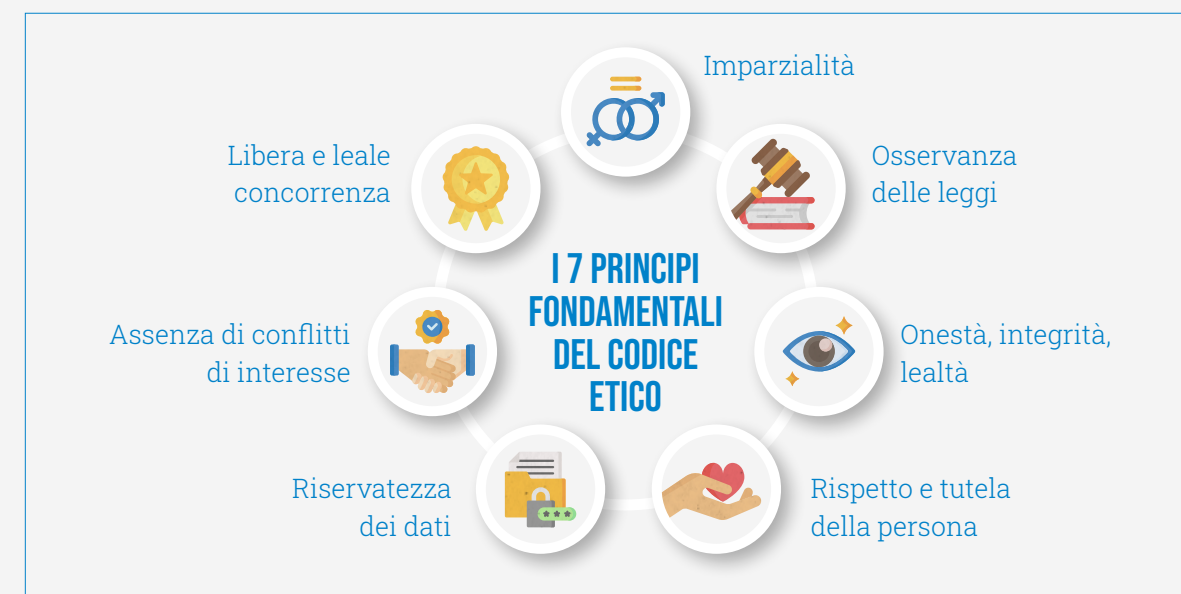 Imparzialità
Osservanza
delle leggi
Onestà, integrità,
lealtà
Rispetto e tutela
della persona
Riservatezza
dei dati
Assenza di conflitti
di interesse
Libera e leale
concorrenza
I 7 PRINCIPI
FONDAMENTALI
DEL CODICE
ETICO